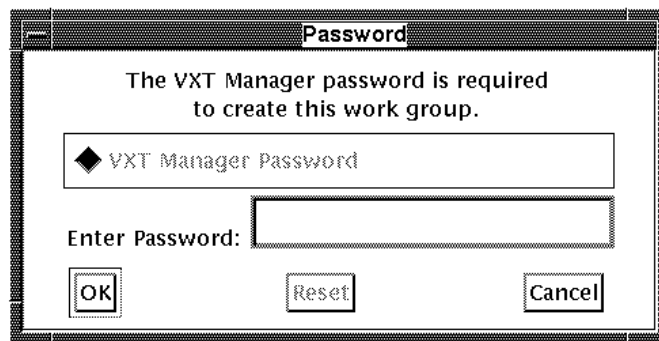 Password
The VXT Manager password is required
to create this work group.
VXT Manager Password
Enter Password:
OK Reset Cancel